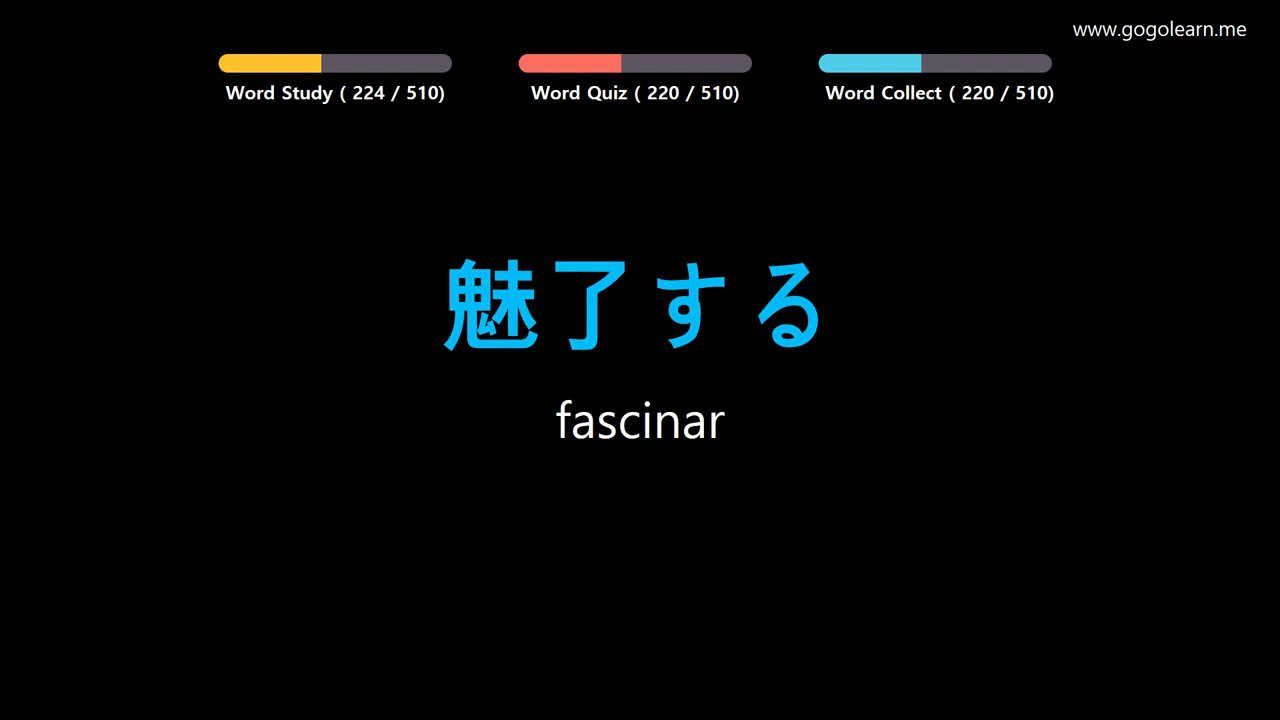 www.gogolearn.me
Word Study ( 224 / 510)
Word Quiz ( 220 / 510)
Word Collect ( 220 / 510)
魅了する
fascinar